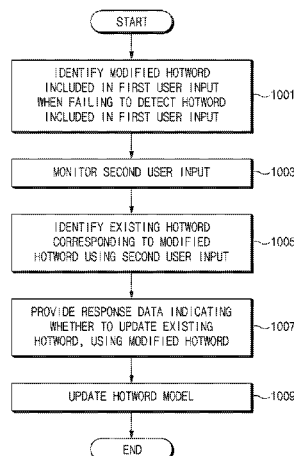 START
IDENTIFY MODIFIED HOTWORD
INCLUDED IN FIRST USER INPUT
WHEN FAILING TO DETECT HOTWORD
INCLUDED IN FIRST USER INPUT
1001
MONITOR SECOND USER INPUT
1003
IDENTIFY EXISTING HOTWORD
CORRESPONDING TO MODIFIED
HOTWORD USING SECOND USER INPUT
1005
PROVIDE RESPONSE DATA INDICATING
WHETHER TO UPDATE EXISTING
HOTWORD, USING MODIFIED HOTWORD
1007
UPDATE HOTWORD MODEL
1009
END